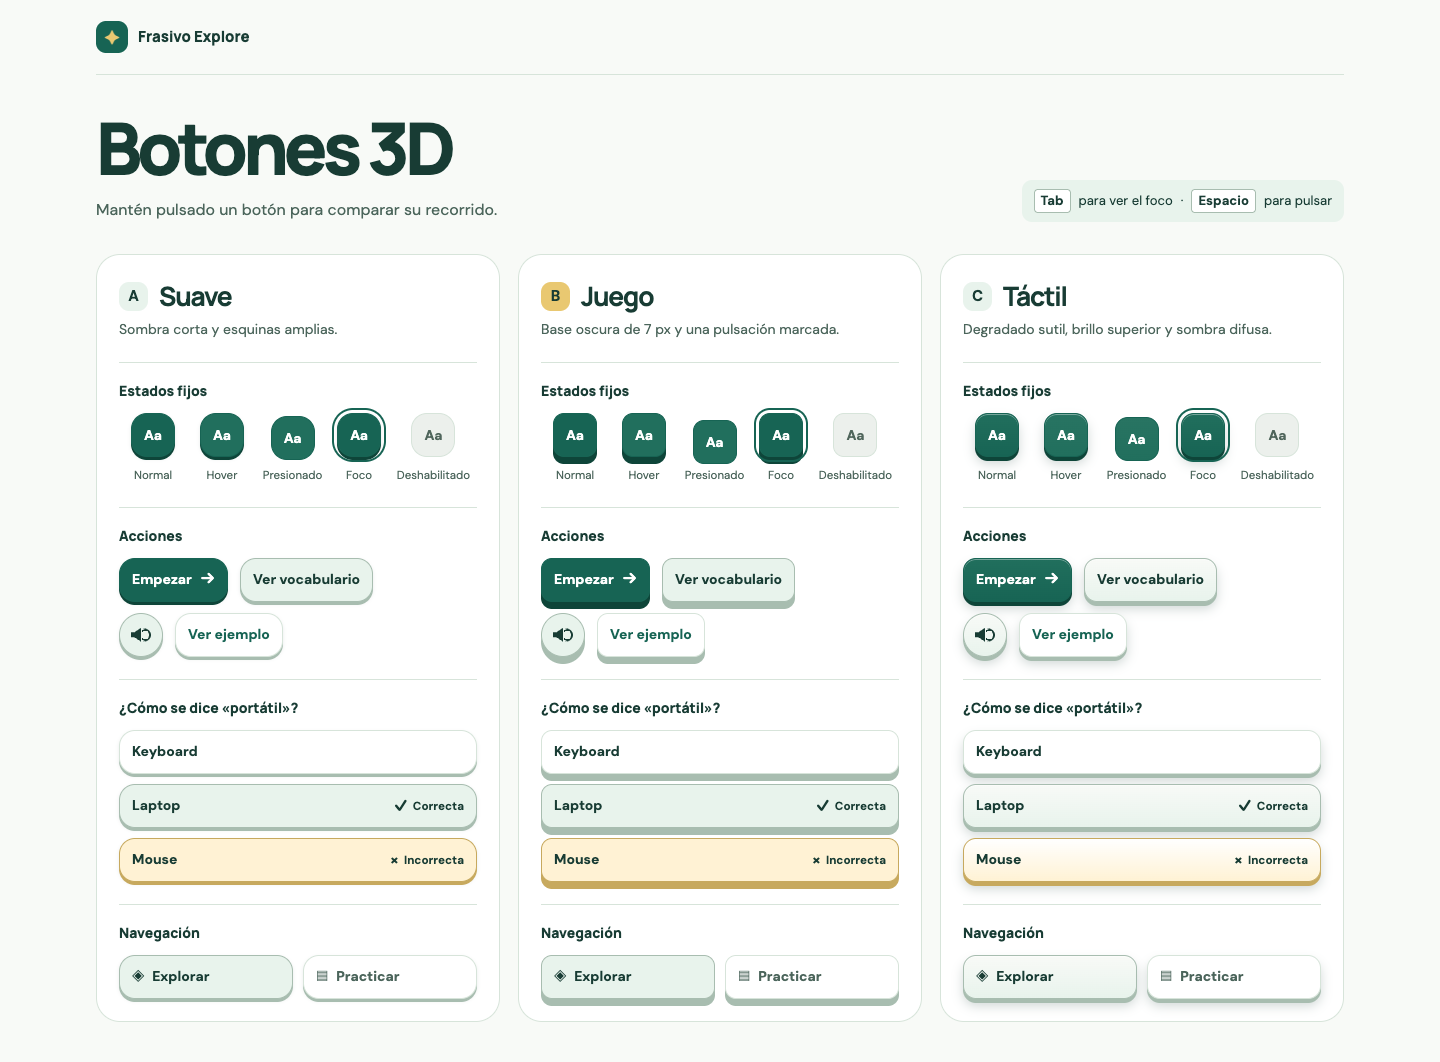 Frasivo Explore
Botones 3D
Mantén pulsado un botón para comparar su recorrido.
Tab para ver el foco · Espacio para pulsar
A Suave
Sombra corta y esquinas amplias.
Estados fijos
Aa Aa Aa Aa Aa
Normal Hover Presionado Foco Deshabilitado
Acciones
Empezar → Ver vocabulario
Ver ejemplo
¿Cómo se dice «portátil»?
Keyboard
Laptop ✓ Correcta
Mouse × Incorrecta
Navegación
◈ Explorar ▤ Practicar
B Juego
Base oscura de 7 px y una pulsación marcada.
Estados fijos
Aa Aa Aa Aa Aa
Normal Hover Presionado Foco Deshabilitado
Acciones
Empezar → Ver vocabulario
Ver ejemplo
¿Cómo se dice «portátil»?
Keyboard
Laptop ✓ Correcta
Mouse × Incorrecta
Navegación
◈ Explorar ▤ Practicar
C Táctil
Degradado sutil, brillo superior y sombra difusa.
Estados fijos
Aa Aa Aa Aa Aa
Normal Hover Presionado Foco Deshabilitado
Acciones
Empezar → Ver vocabulario
Ver ejemplo
¿Cómo se dice «portátil»?
Keyboard
Laptop ✓ Correcta
Mouse × Incorrecta
Navegación
◈ Explorar ▤ Practicar